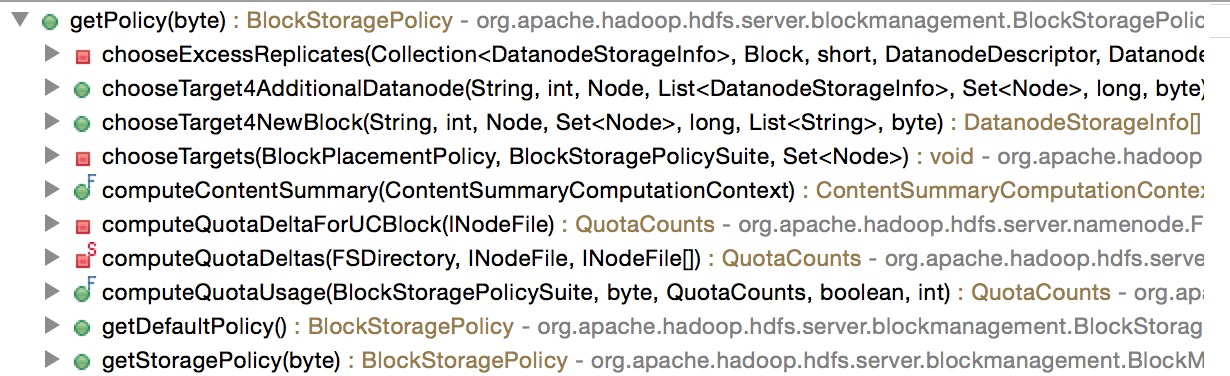 getPolicy(byte) : BlockStoragePolicy - org.apache.hadoop.hdfs.server.blockmanagement.BlockStoragePolic
chooseExcessReplicates(Collection<DatanodeStorageInfo>, Block, short, DatanodeDescriptor, Datanode
chooseTarget4AdditionalDatanode(String, int, Node, List<DatanodeStorageInfo>, Set<Node>, long, byte)
chooseTarget4NewBlock(String, int, Node, Set<Node>, long, List<String>, byte) : DatanodeStorageInfo[]
chooseTargets(BlockPlacementPolicy, BlockStoragePolicySuite, Set<Node>) : void - org.apache.hadoop
F computeContentSummary(ContentSummaryComputationContext) : ContentSummaryComputationContex
computeQuotaDeltaForUCBlock(INodeFile) : QuotaCounts - org.apache.hadoop.hdfs.server.namenode.F
S computeQuotaDeltas(FSDirectory, INodeFile, INodeFile[]) : QuotaCounts - org.apache.hadoop.hdfs.serve
F computeQuotaUsage(BlockStoragePolicySuite, byte, QuotaCounts, boolean, int) : QuotaCounts - org.apa
getDefaultPolicy() : BlockStoragePolicy - org.apache.hadoop.hdfs.server.blockmanagement.BlockStorag
getStoragePolicy(byte) : BlockStoragePolicy - org.apache.hadoop.hdfs.server.blockmanagement.BlockM